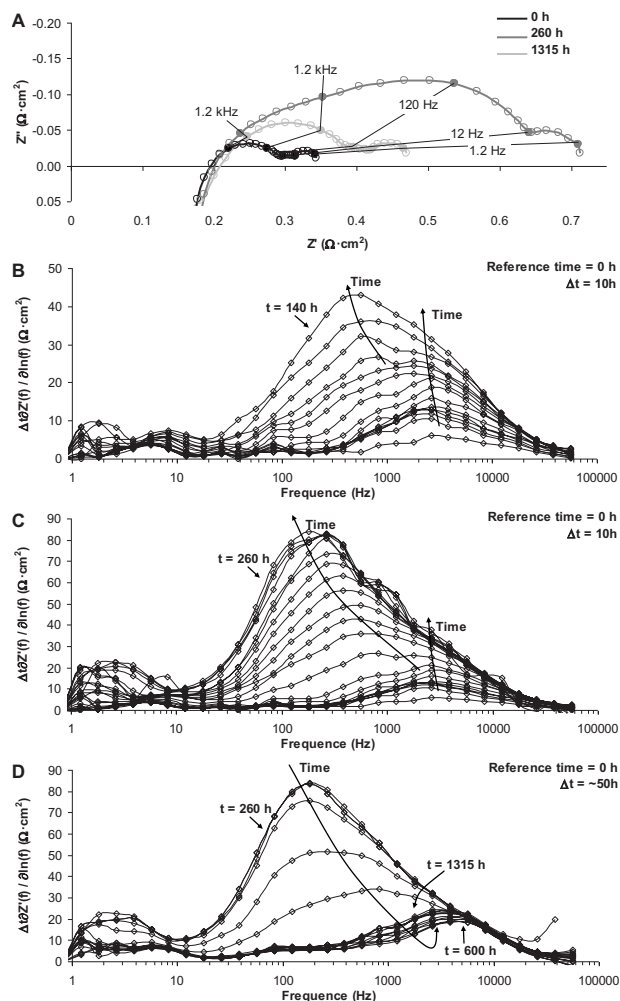 A
-0.20
-0.15
-0.10
-0.05
0.00
0.05
Z'' (Ω·cm²)
0 h
260 h
1315 h
1.2 kHz
1.2 kHz
120 Hz
12 Hz
1.2 Hz
0 0.1 0.2 0.3 0.4 0.5 0.6 0.7
Z' (Ω·cm²)
B
Reference time = 0 h
Δt = 10h
50
40
30
20
10
0
Δt∂Z'(f) / ∂ln(f) (Ω·cm²)
t = 140 h
Time
Time
1 10 100 1000 10000 100000
Frequence (Hz)
C
Reference time = 0 h
Δt = 10h
90
80
70
60
50
40
30
20
10
0
Δt∂Z'(f) / ∂ln(f) (Ω·cm²)
t = 260 h
Time
Time
1 10 100 1000 10000 100000
Frequence (Hz)
D
Reference time = 0 h
Δt = ~50h
90
80
70
60
50
40
30
20
10
0
Δt∂Z'(f) / ∂ln(f) (Ω·cm²)
Time
t = 260 h
t = 1315 h
t = 600 h
1 10 100 1000 10000 100000
Frequence (Hz)